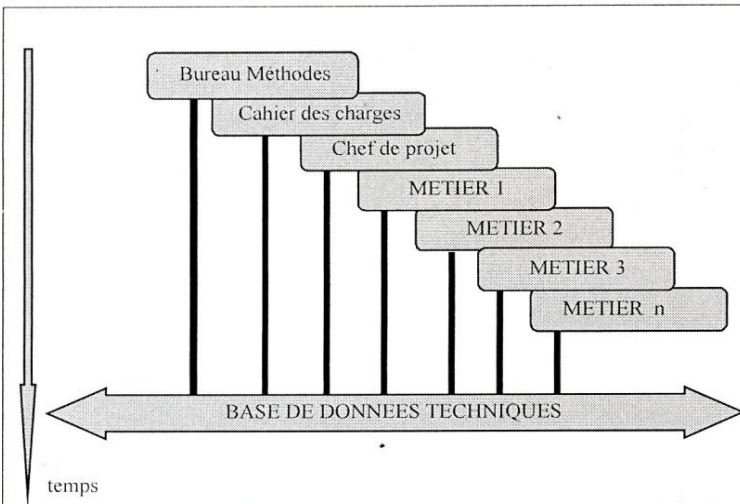 Bureau Méthodes
Cahier des charges
Chef de projet
METIER 1
METIER 2
METIER 3
METIER n
BASE DE DONNEES TECHNIQUES
temps